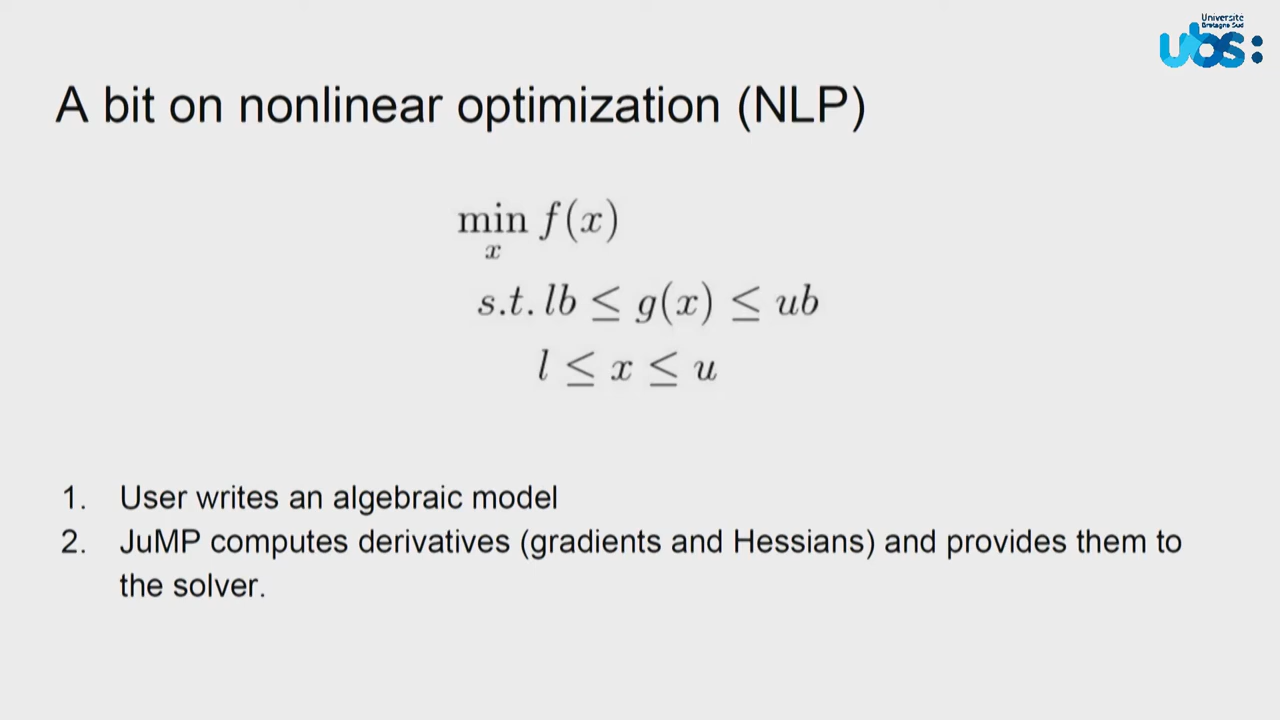 Université
Bretagne Sud
ubs:
A bit on nonlinear optimization (NLP)
min f(x)
x
s.t. lb ≤ g(x) ≤ ub
l ≤ x ≤ u
1. User writes an algebraic model
2. JuMP computes derivatives (gradients and Hessians) and provides them to
the solver.